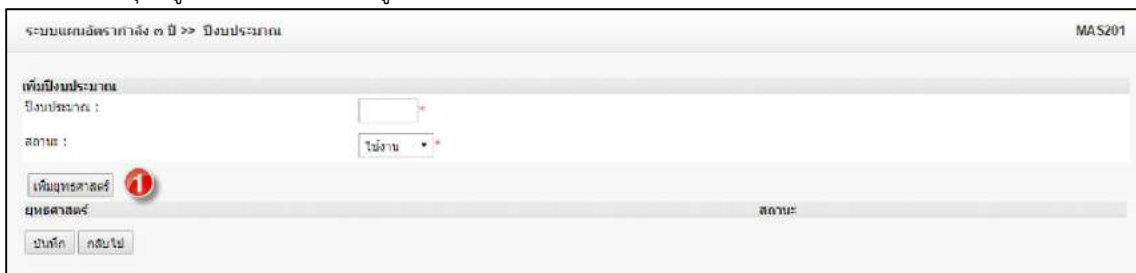 ระบบแผนอัตรากำลัง ๓ ปี >> ปีงบประมาณ MAS201
เพิ่มปีงบประมาณ
ปีงบประมาณ : *
สถานะ : ใช้งาน *
เพิ่มยุทธศาสตร์ 1
ยุทธศาสตร์ สถานะ
บันทึก กลับไป